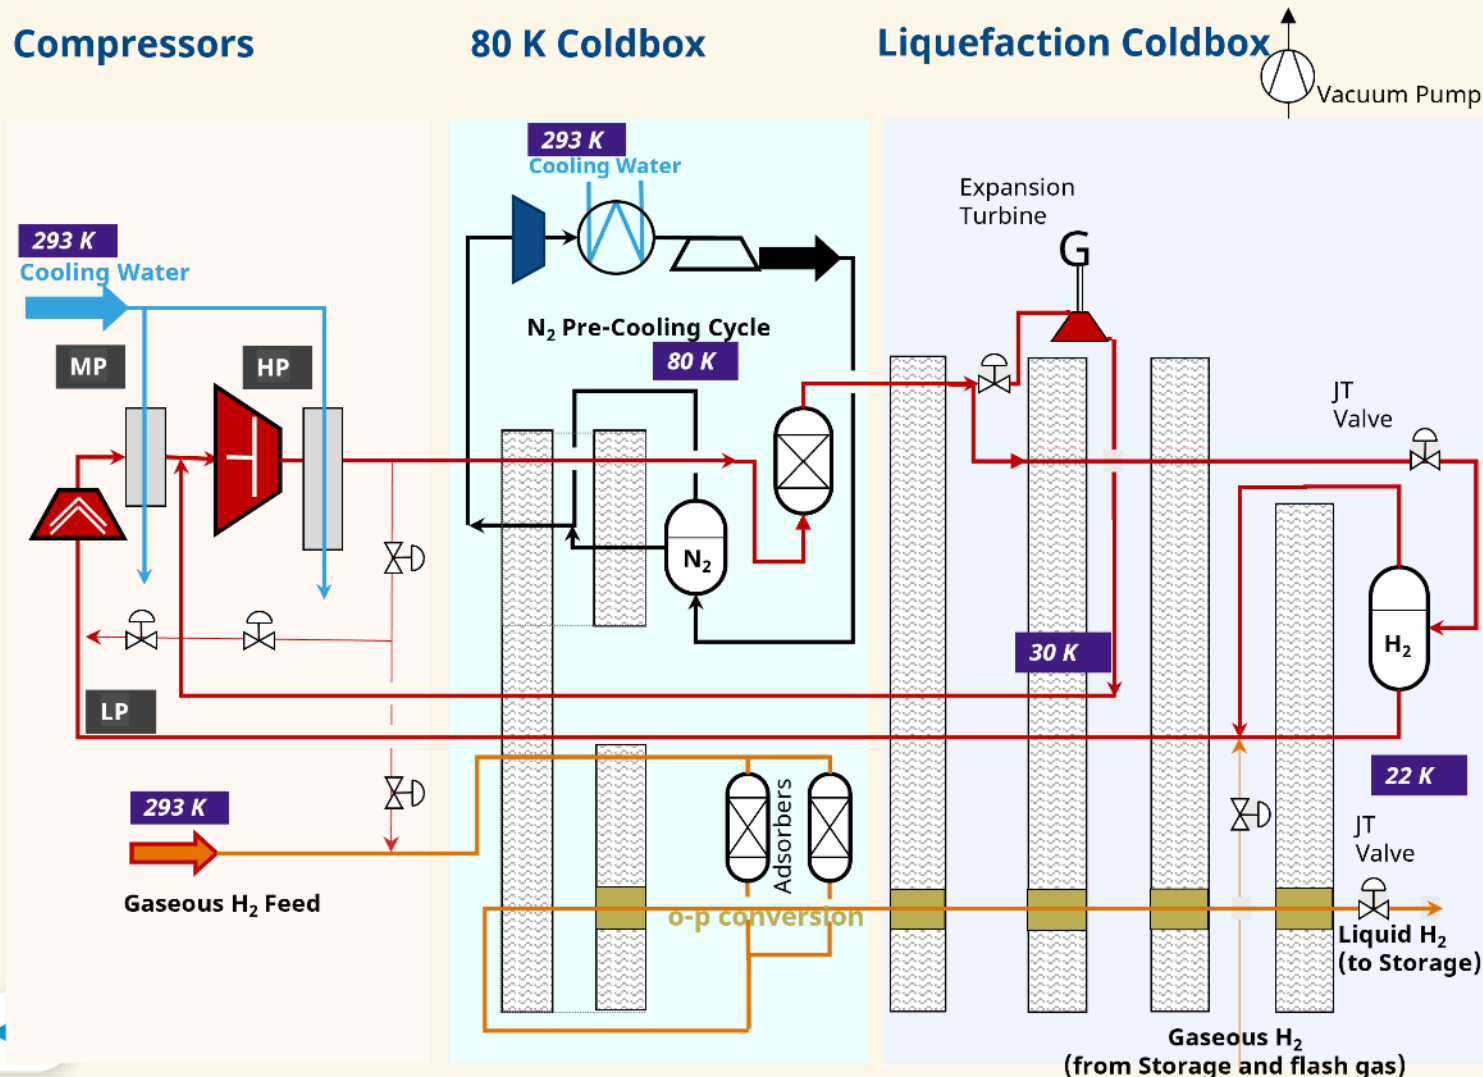 Compressors
80 K Coldbox
Liquefaction Coldbox
Vacuum Pump
293 K
Cooling Water
Expansion
Turbine
G
293 K
Cooling Water
N₂ Pre-Cooling Cycle
80 K
MP
HP
JT
Valve
N₂
H₂
30 K
LP
22 K
293 K
Adsorbers
JT
Valve
Gaseous H₂ Feed
o-p conversion
Liquid H₂
(to Storage)
Gaseous H₂
(from Storage and flash gas)